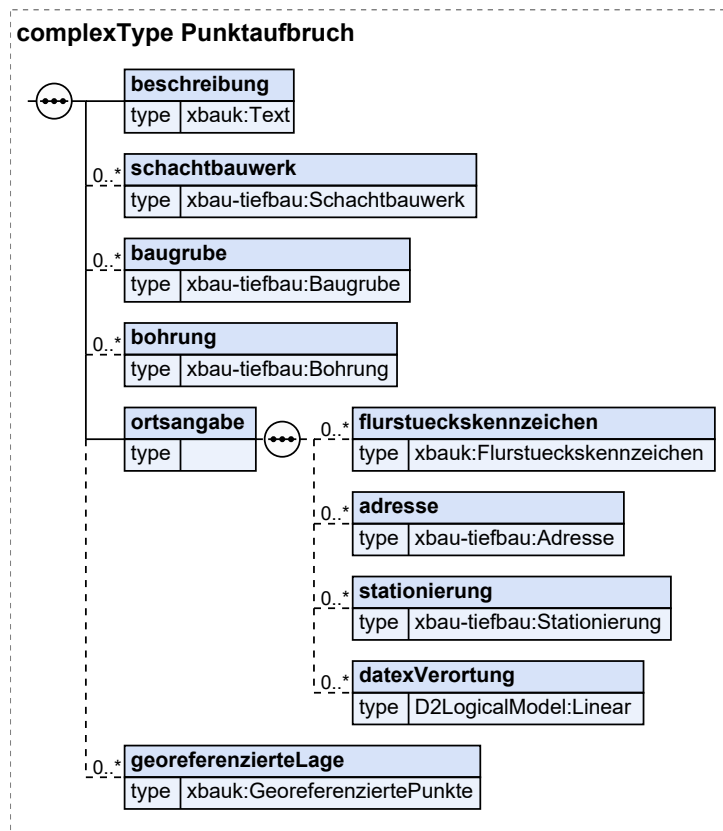 complexType Punktaufbruch
beschreibung
type xbauk:Text
0..* schachtbauwerk
type xbau-tiefbau:Schachtbauwerk
0..* baugrube
type xbau-tiefbau:Baugrube
0..* bohrung
type xbau-tiefbau:Bohrung
ortsangabe
type
0..* flurstueckskennzeichen
type xbauk:Flurstueckskennzeichen
0..* adresse
type xbau-tiefbau:Adresse
0..* stationierung
type xbau-tiefbau:Stationierung
0..* datexVerortung
type D2LogicalModel:Linear
0..* georeferenzierteLage
type xbauk:GeoreferenziertePunkte